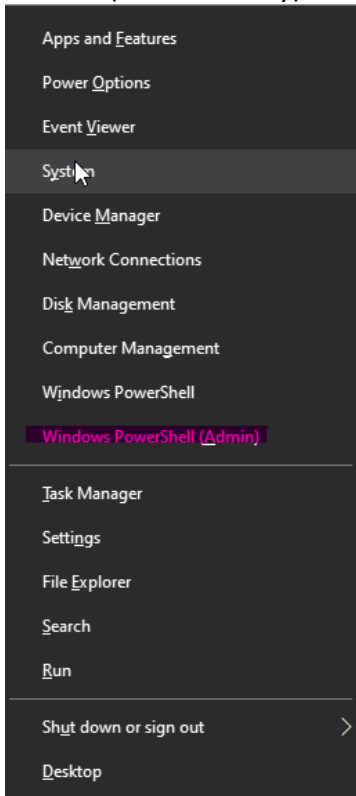 Apps and Features
Power Options
Event Viewer
System
Device Manager
Network Connections
Disk Management
Computer Management
Windows PowerShell
Windows PowerShell (Admin)
Task Manager
Settings
File Explorer
Search
Run
Shut down or sign out
Desktop